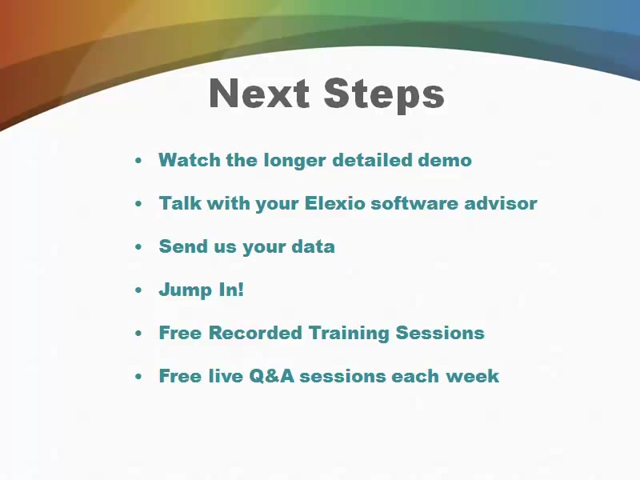 Next Steps
• Watch the longer detailed demo
• Talk with your Elexio software advisor
• Send us your data
• Jump In!
• Free Recorded Training Sessions
• Free live Q&A sessions each week